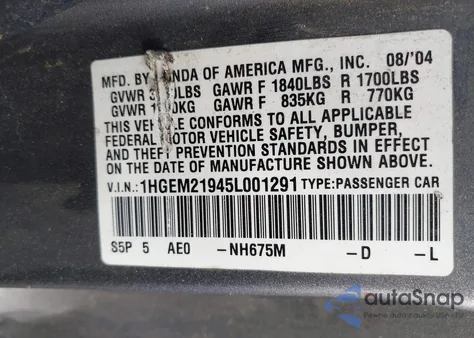 MFD. BY HONDA OF AMERICA MFG., INC. 08/'04
GVWR LBS GAWR F 1840LBS R 1700LBS
GVWR KG GAWR F 835KG R 770KG
THIS VEHICLE CONFORMS TO ALL APPLICABLE
FEDERAL MOTOR VEHICLE SAFETY, BUMPER,
AND THEFT PREVENTION STANDARDS IN EFFECT
ON THE DATE OF MANUFACTURE SHOWN ABOVE.
V.I.N.: 1HGEM21945L001291 TYPE: PASSENGER CAR
S5P 5 AE0 -NH675M -D -L
autoSnap